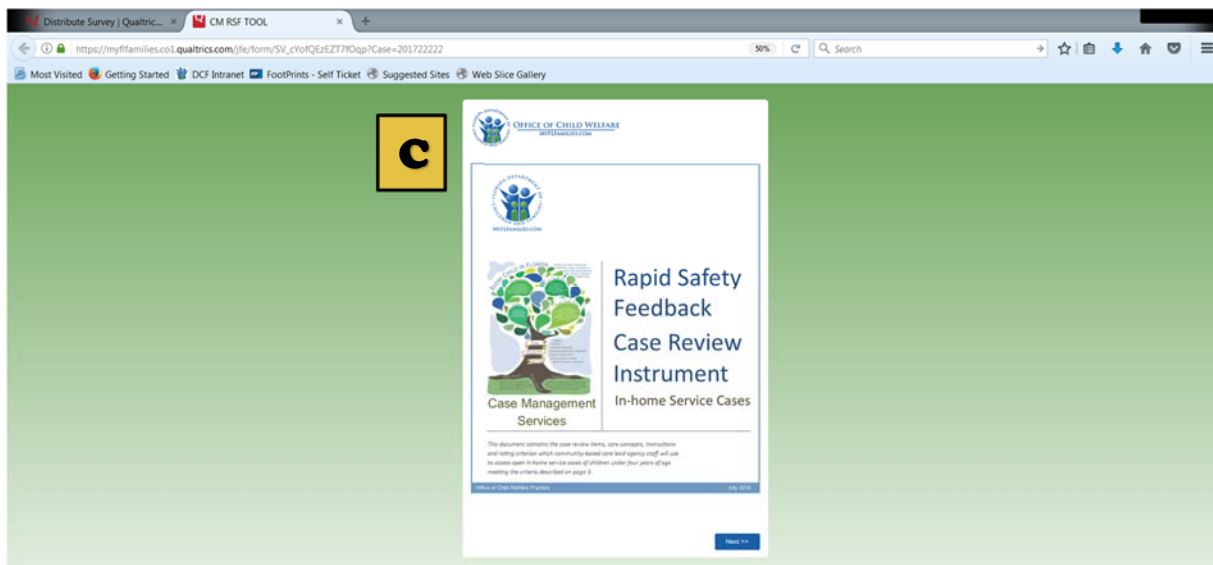 Distribute Survey | Qualtric... × CM RSF TOOL × +
https://myflfamilies.co1.qualtrics.com/jfe/form/SV_cYofQEzEZT7fOqp?Case=201722222 50% Search
Most Visited Getting Started DCF Intranet FootPrints - Self Ticket Suggested Sites Web Slice Gallery
C
OFFICE OF CHILD WELFARE
MYFLFAMILIES.COM
MYFLFAMILIES.COM
EVERY CHILD IN FLORIDA
Rapid Safety
Feedback
Case Review
Instrument
In-home Service Cases
Case Management
Services
This document contains the case review items, core concepts, instructions
and rating criterion which community-based care lead agency staff will use
to assess open in-home service cases of children under four years of age
meeting the criteria described on page 3.
Office of Child Welfare Practice July
Next >>